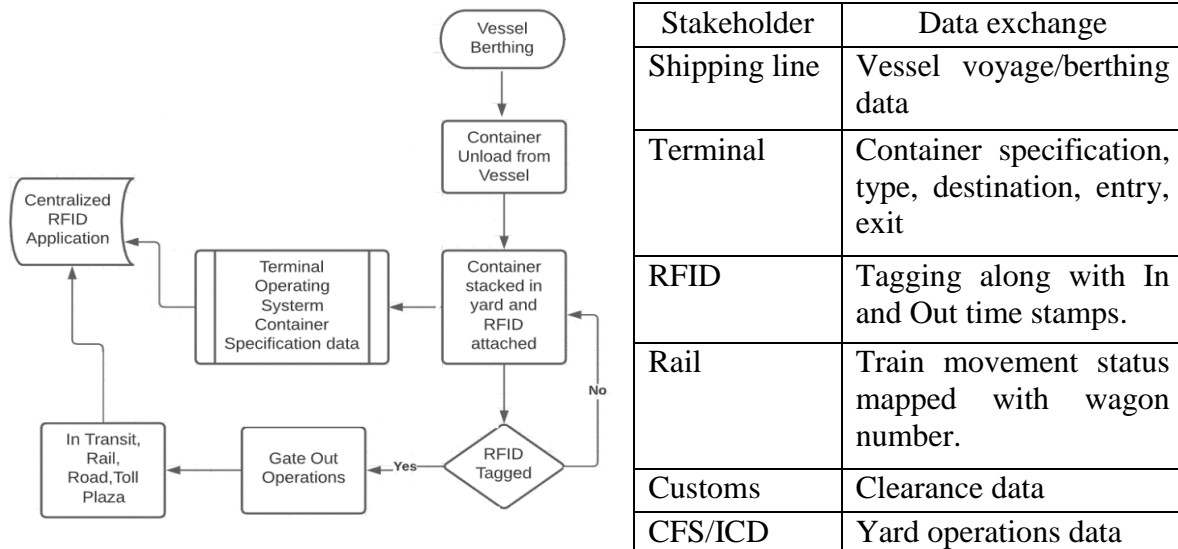 Vessel
Berthing
Container
Unload from
Vessel
Centralized
RFID
Application
Terminal
Operating
Systerm
Container
Specification data
Container
stacked in
yard and
RFID
attached
No
In Transit,
Rail,
Road,Toll
Plaza
Gate Out
Operations
Yes
RFID
Tagged
Stakeholder
Data exchange
Shipping line
Vessel voyage/berthing
data
Terminal
Container specification,
type, destination, entry,
exit
RFID
Tagging along with In
and Out time stamps.
Rail
Train movement status
mapped with wagon
number.
Customs
Clearance data
CFS/ICD
Yard operations data